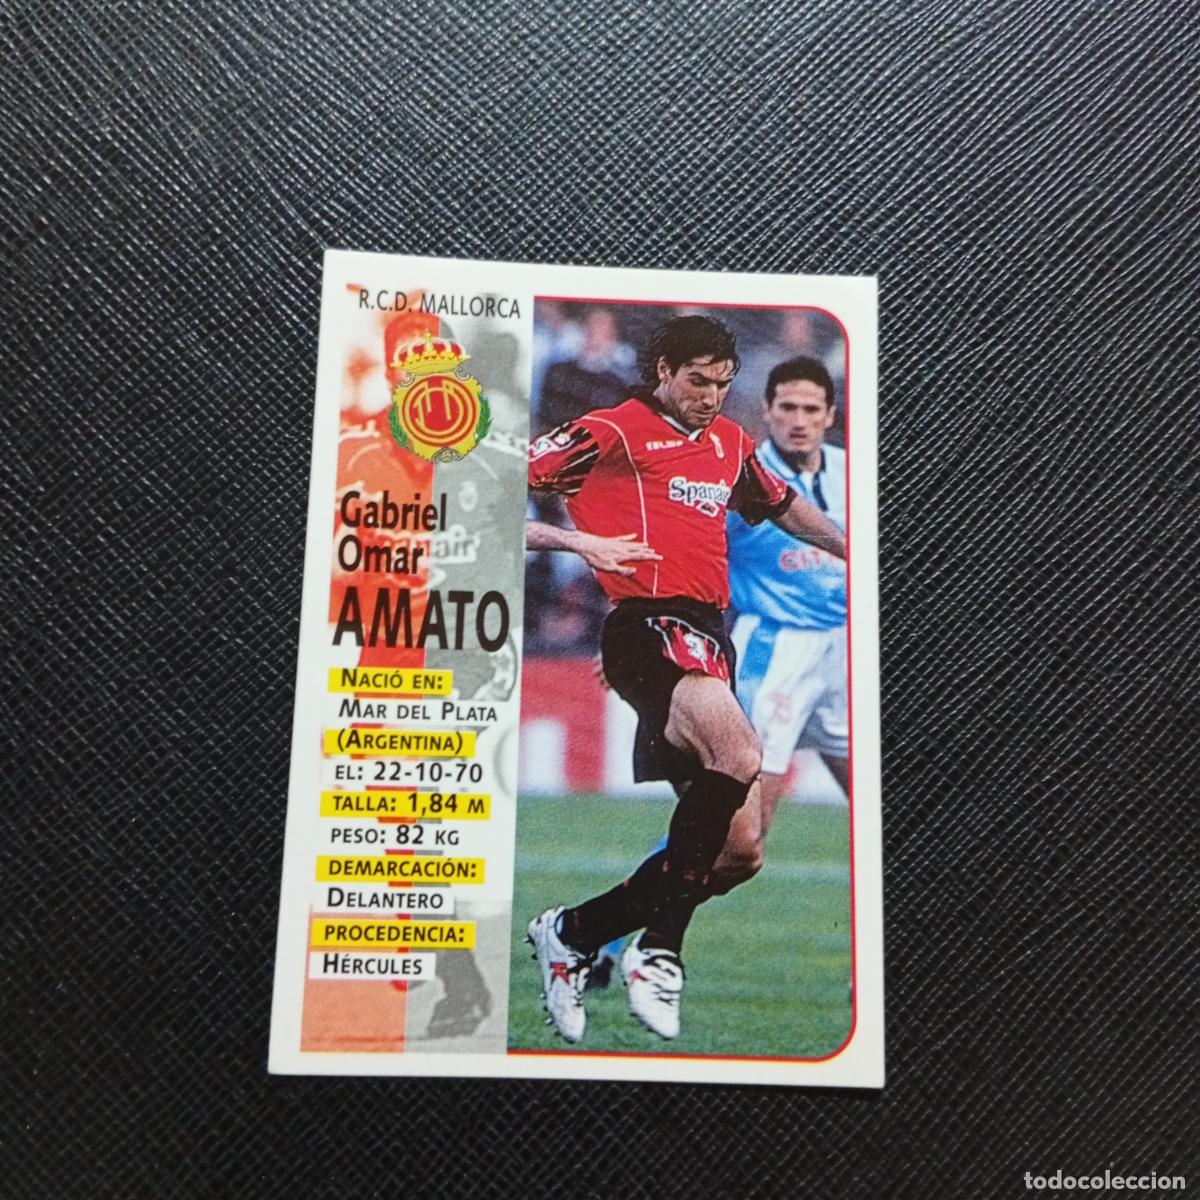 R.C.D. MALLORCA
Gabriel
Omar
AMATO
NACIÓ EN:
MAR DEL PLATA
(ARGENTINA)
EL: 22-10-70
TALLA: 1,84 M
PESO: 82 KG
DEMARCACIÓN:
DELANTERO
PROCEDENCIA:
HÉRCULES
Spanair
todocoleccion